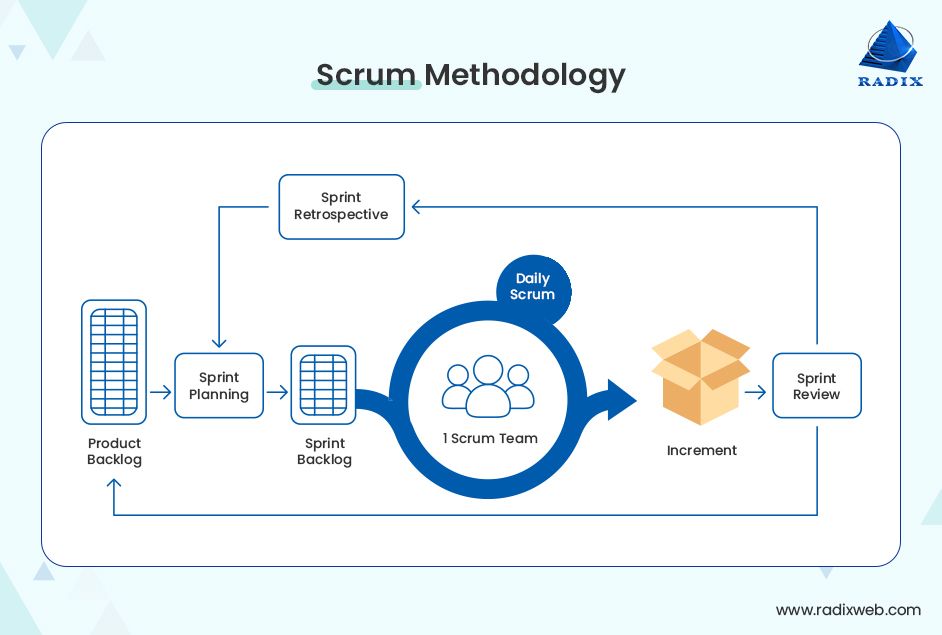 Scrum Methodology
RADIX
Sprint
Retrospective
Daily
Scrum
Sprint
Planning
Sprint
Review
1 Scrum Team
Product
Backlog
Sprint
Backlog
Increment
www.radixweb.com